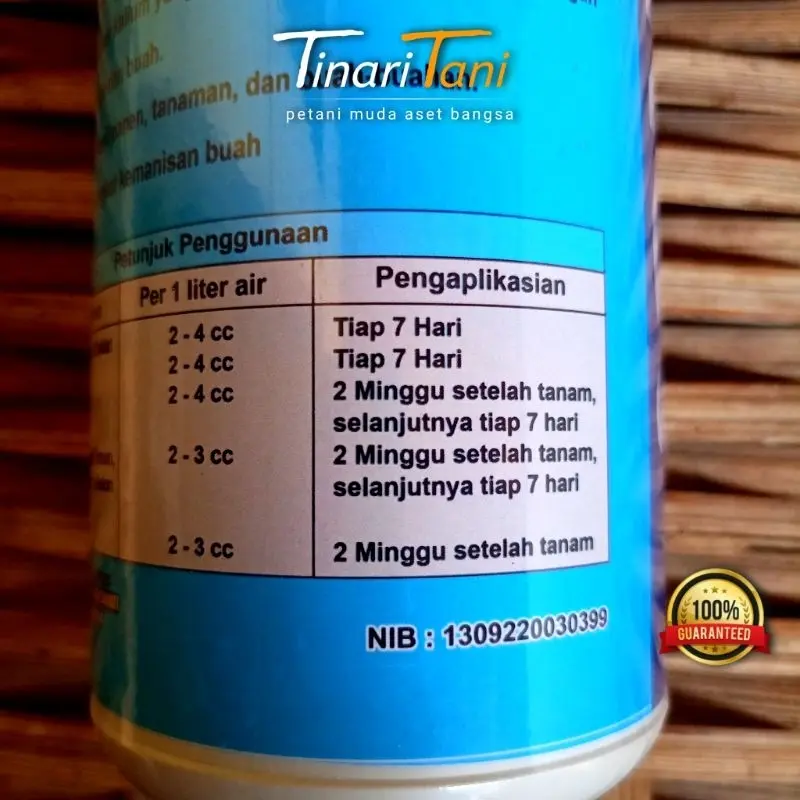 TinariTani
petani muda aset bangsa
buah.
tanaman, dan
kemanisan buah
Petunjuk Penggunaan
Per 1 liter air Pengaplikasian
2 - 4 cc Tiap 7 Hari
2 - 4 cc Tiap 7 Hari
2 - 4 cc 2 Minggu setelah tanam,
selanjutnya tiap 7 hari
2 - 3 cc 2 Minggu setelah tanam,
selanjutnya tiap 7 hari
2 - 3 cc 2 Minggu setelah tanam
NIB : 1309220030399
100%
GUARANTEED